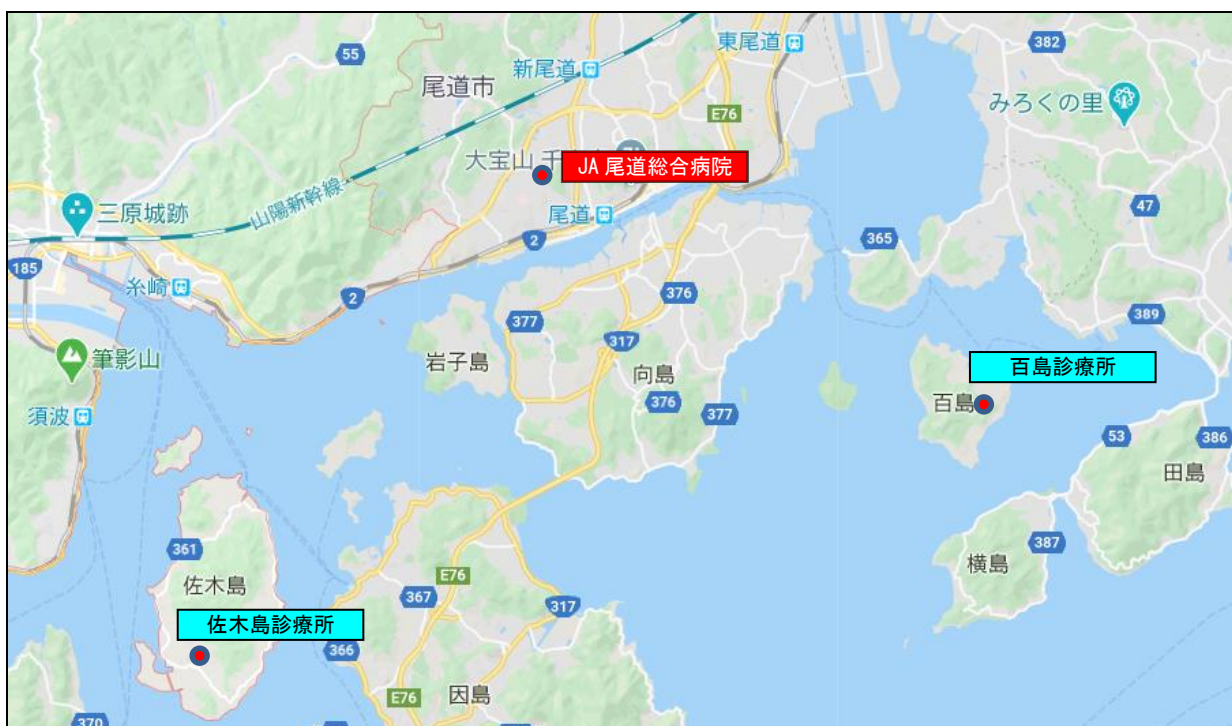 東尾道
382
55
新尾道
尾道市
みろくの里
E76
大宝山 千
JA 尾道総合病院
山陽新幹線
三原城跡
尾道
47
2
365
185
糸崎
2
376
389
377
317
岩子島
向島
百島診療所
筆影山
376
377
百島
須波
53
386
田島
361
387
横島
佐木島
E76
367
317
佐木島診療所
366
E76
因島
370